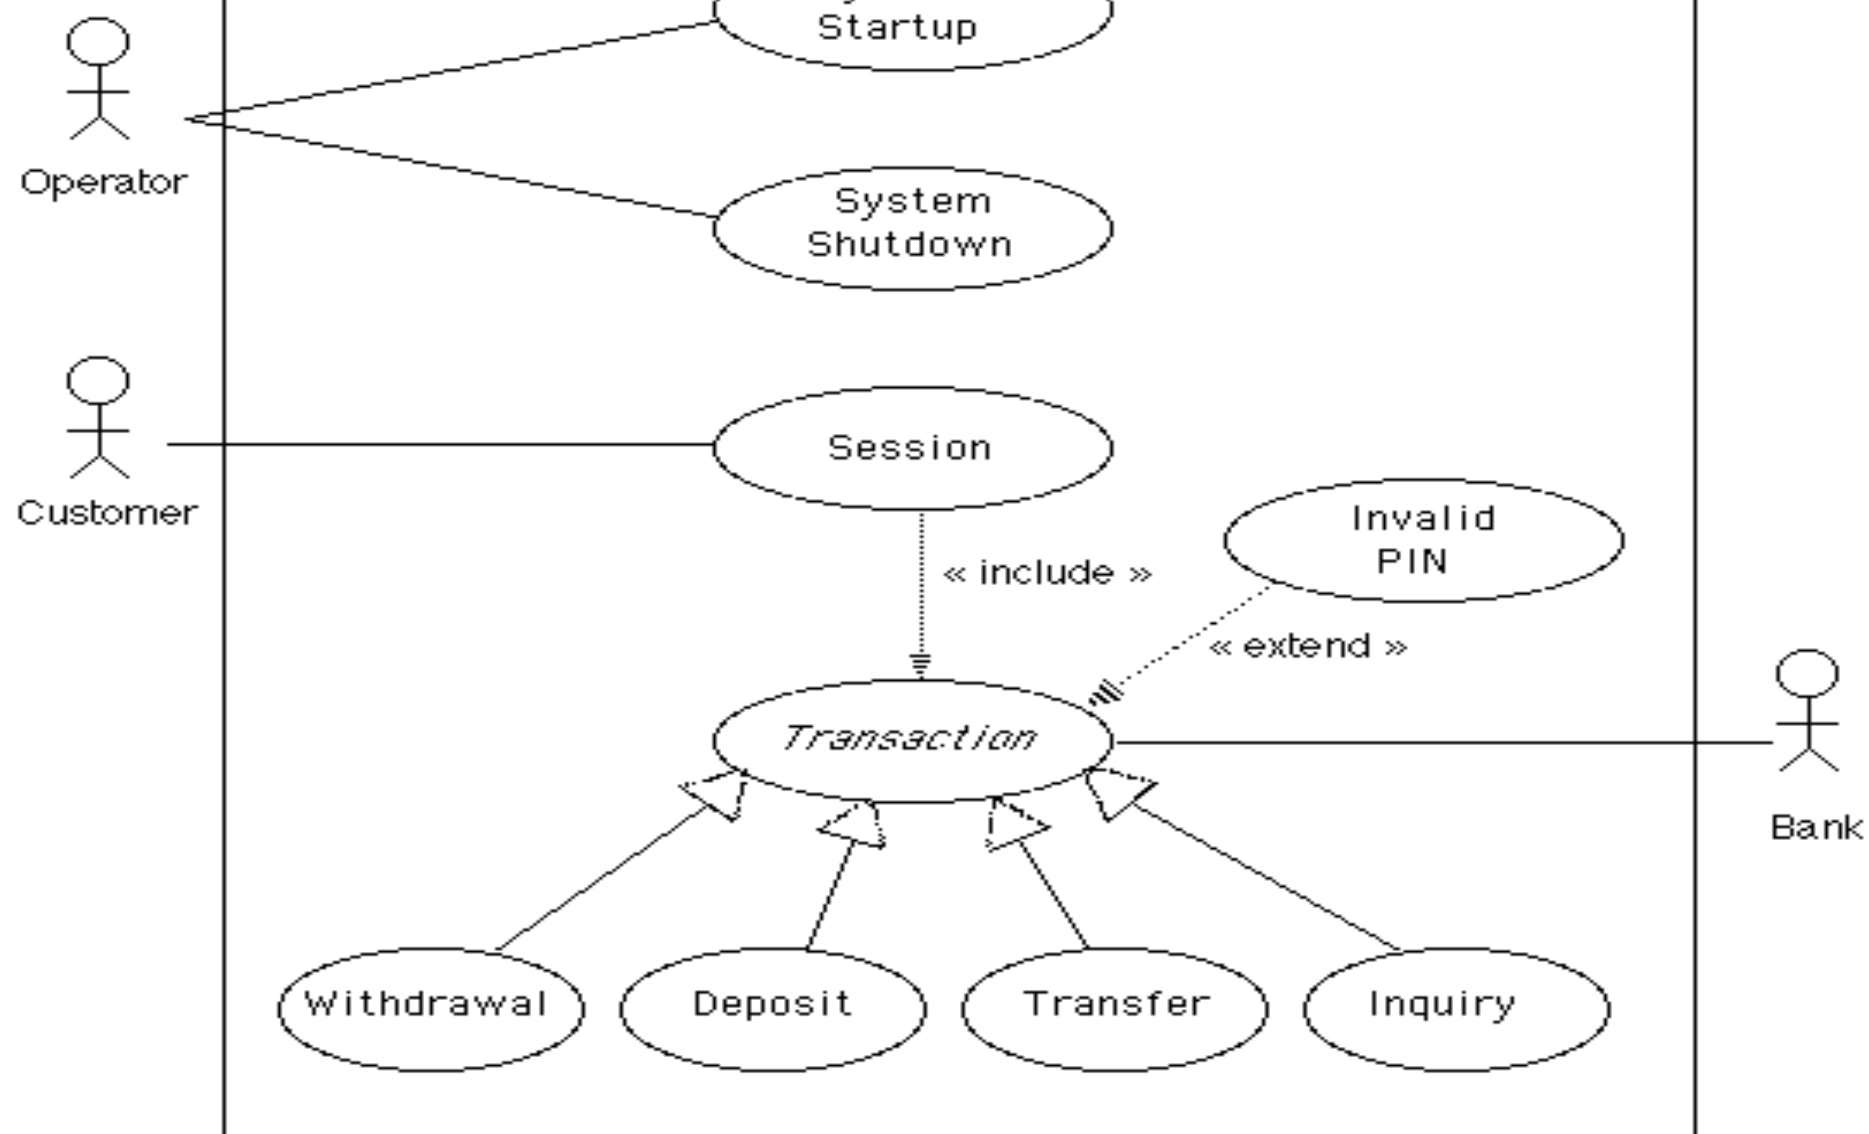 Startup
Operator
System
Shutdown
Customer
Session
Invalid
PIN
« include »
« extend »
Transaction
Bank
Withdrawal
Deposit
Transfer
Inquiry